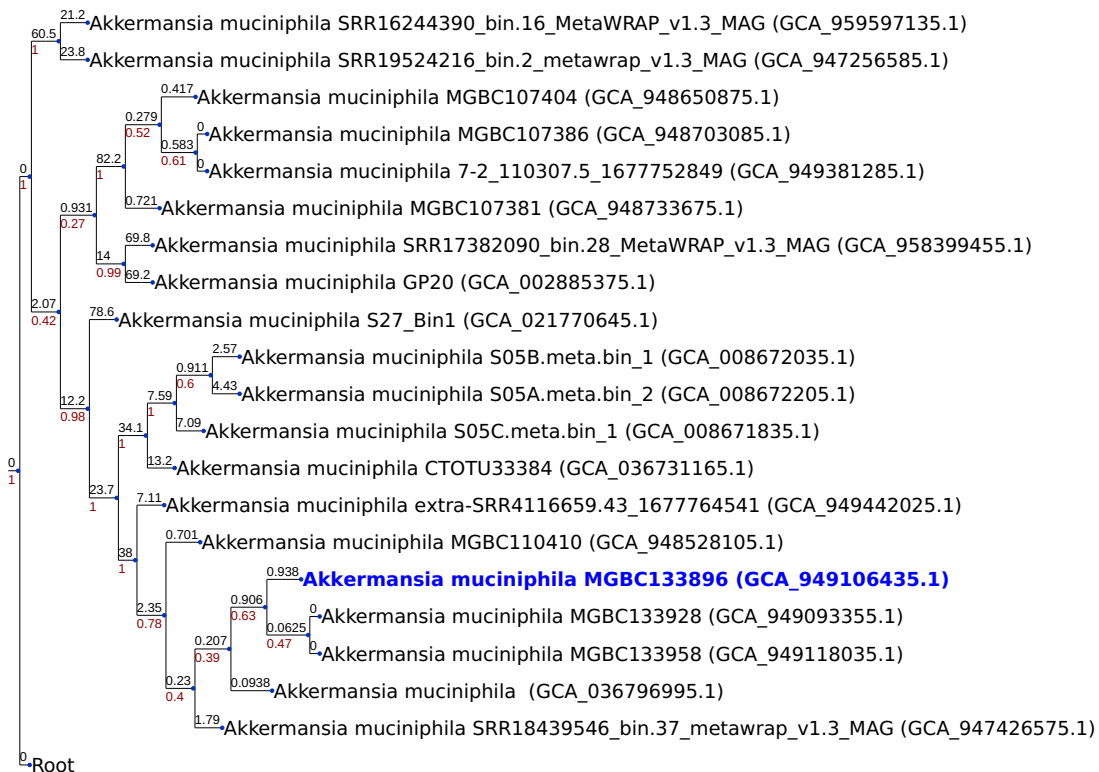 21.2
Akkermansia muciniphila SRR16244390_bin.16_MetaWRAP_v1.3_MAG (GCA_959597135.1)
60.5
1
23.8
Akkermansia muciniphila SRR19524216_bin.2_metawrap_v1.3_MAG (GCA_947256585.1)
0.417
Akkermansia muciniphila MGBC107404 (GCA_948650875.1)
0.279
0.52
0
Akkermansia muciniphila MGBC107386 (GCA_948703085.1)
0.583
0.61
82.2
1
0
Akkermansia muciniphila 7-2_110307.5_1677752849 (GCA_949381285.1)
0
1
0.721
Akkermansia muciniphila MGBC107381 (GCA_948733675.1)
0.931
0.27
69.8
Akkermansia muciniphila SRR17382090_bin.28_MetaWRAP_v1.3_MAG (GCA_958399455.1)
14
0.99
69.2
Akkermansia muciniphila GP20 (GCA_002885375.1)
2.07
0.42
78.6
Akkermansia muciniphila S27_Bin1 (GCA_021770645.1)
2.57
Akkermansia muciniphila S05B.meta.bin_1 (GCA_008672035.1)
0.911
0.6
4.43
Akkermansia muciniphila S05A.meta.bin_2 (GCA_008672205.1)
7.59
1
12.2
0.98
7.09
Akkermansia muciniphila S05C.meta.bin_1 (GCA_008671835.1)
34.1
1
13.2
Akkermansia muciniphila CTOTU33384 (GCA_036731165.1)
0
1
23.7
1
7.11
Akkermansia muciniphila extra-SRR4116659.43_1677764541 (GCA_949442025.1)
0.701
Akkermansia muciniphila MGBC110410 (GCA_948528105.1)
38
1
0.938
Akkermansia muciniphila MGBC133896 (GCA_949106435.1)
0.906
0.63
2.35
0.78
0
Akkermansia muciniphila MGBC133928 (GCA_949093355.1)
0.0625
0.47
0.207
0.39
0
Akkermansia muciniphila MGBC133958 (GCA_949118035.1)
0.23
0.4
0.0938
Akkermansia muciniphila (GCA_036796995.1)
1.79
Akkermansia muciniphila SRR18439546_bin.37_metawrap_v1.3_MAG (GCA_947426575.1)
0
Root